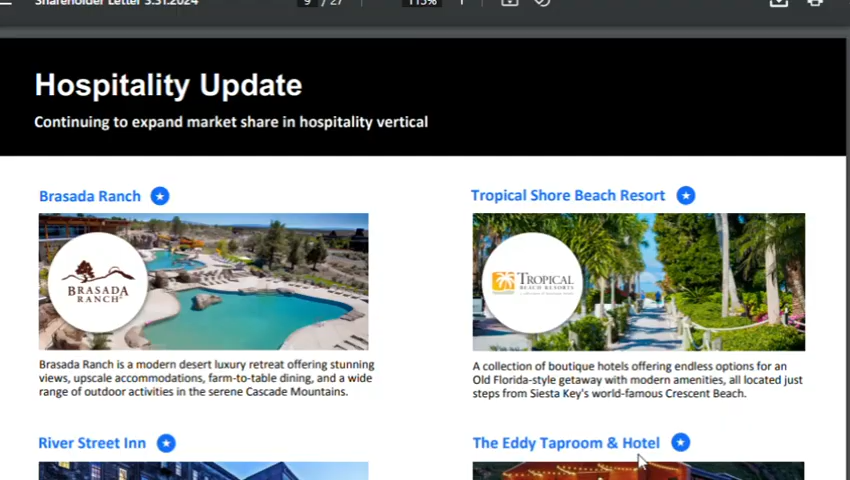 Shareholder Letter 3.31.2024
9 / 27
115%
Hospitality Update
Continuing to expand market share in hospitality vertical
Brasada Ranch
BRASADA
RANCH
Brasada Ranch is a modern desert luxury retreat offering stunning
views, upscale accommodations, farm-to-table dining, and a wide
range of outdoor activities in the serene Cascade Mountains.
Tropical Shore Beach Resort
TROPICAL
BEACH RESORTS
A collection of boutique hotels offering endless options for an
Old Florida-style getaway with modern amenities, all located just
steps from Siesta Key's world-famous Crescent Beach.
River Street Inn
The Eddy Taproom & Hotel